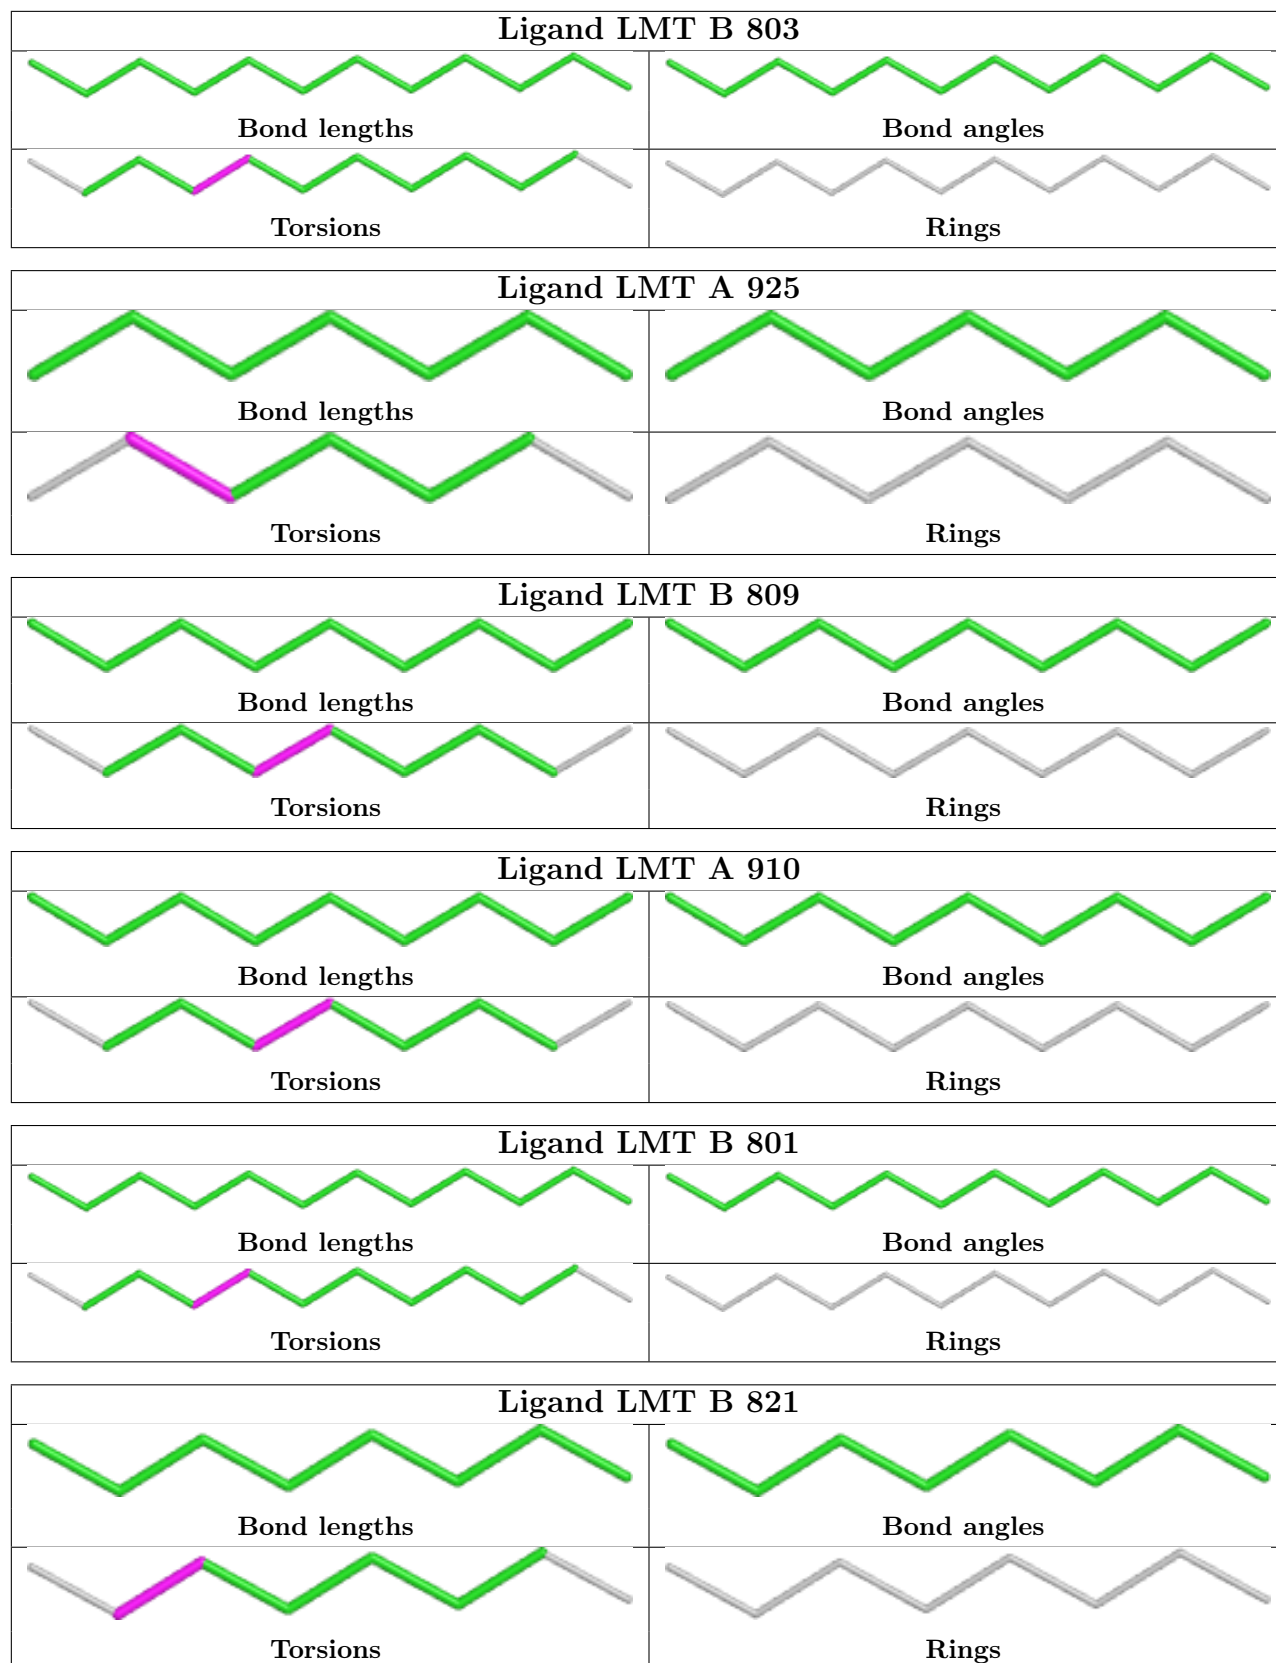 Ligand LMT B 803
Bond lengths Bond angles
Torsions Rings
Ligand LMT A 925
Bond lengths Bond angles
Torsions Rings
Ligand LMT B 809
Bond lengths Bond angles
Torsions Rings
Ligand LMT A 910
Bond lengths Bond angles
Torsions Rings
Ligand LMT B 801
Bond lengths Bond angles
Torsions Rings
Ligand LMT B 821
Bond lengths Bond angles
Torsions Rings